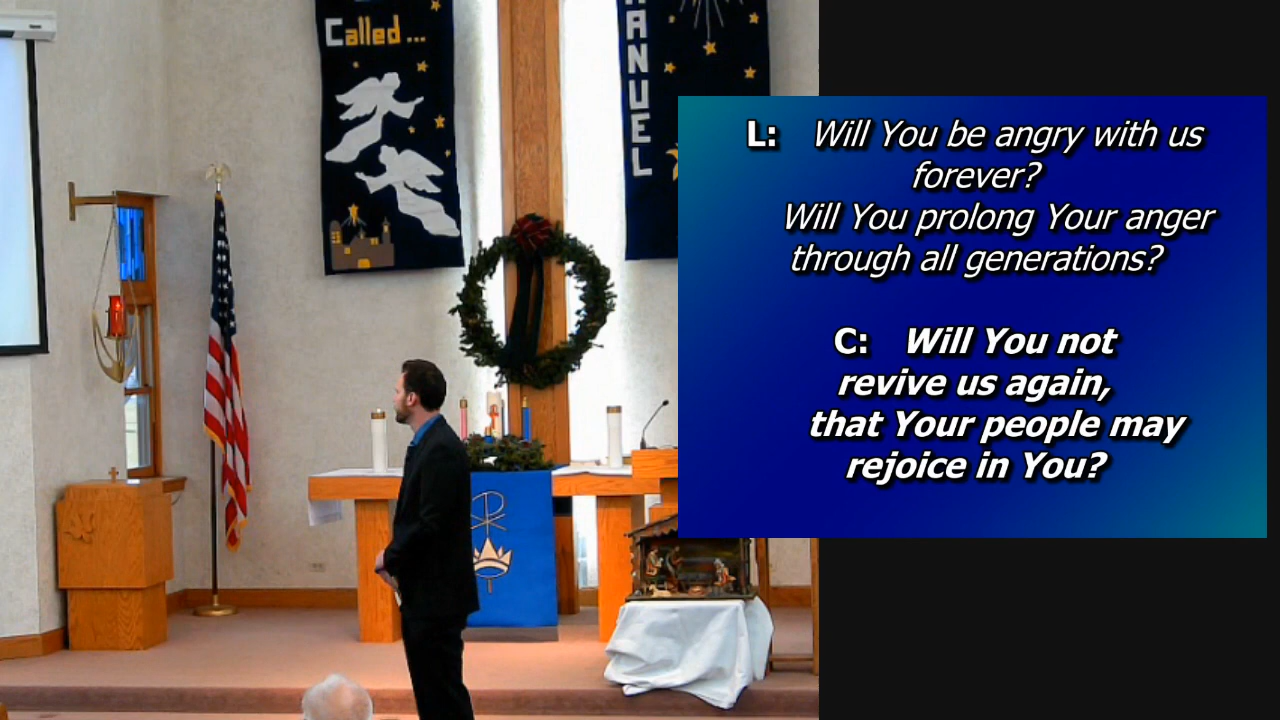 Called ...
ANUEL
L: Will You be angry with us
forever?
Will You prolong Your anger
through all generations?
C: Will You not
revive us again,
that Your people may
rejoice in You?